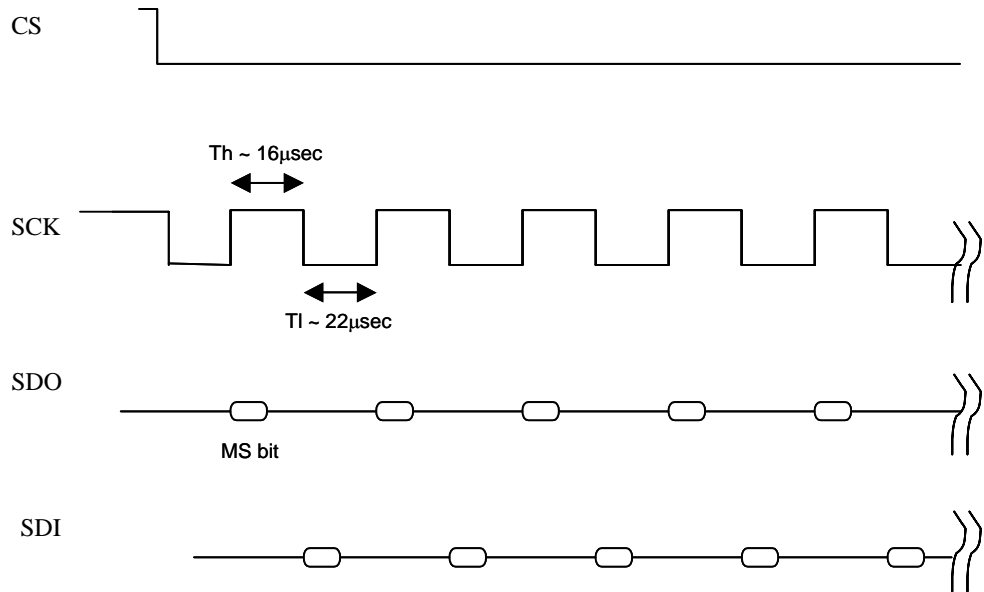 CS
Th ~ 16μsec
SCK
Tl ~ 22μsec
SDO
MS bit
SDI